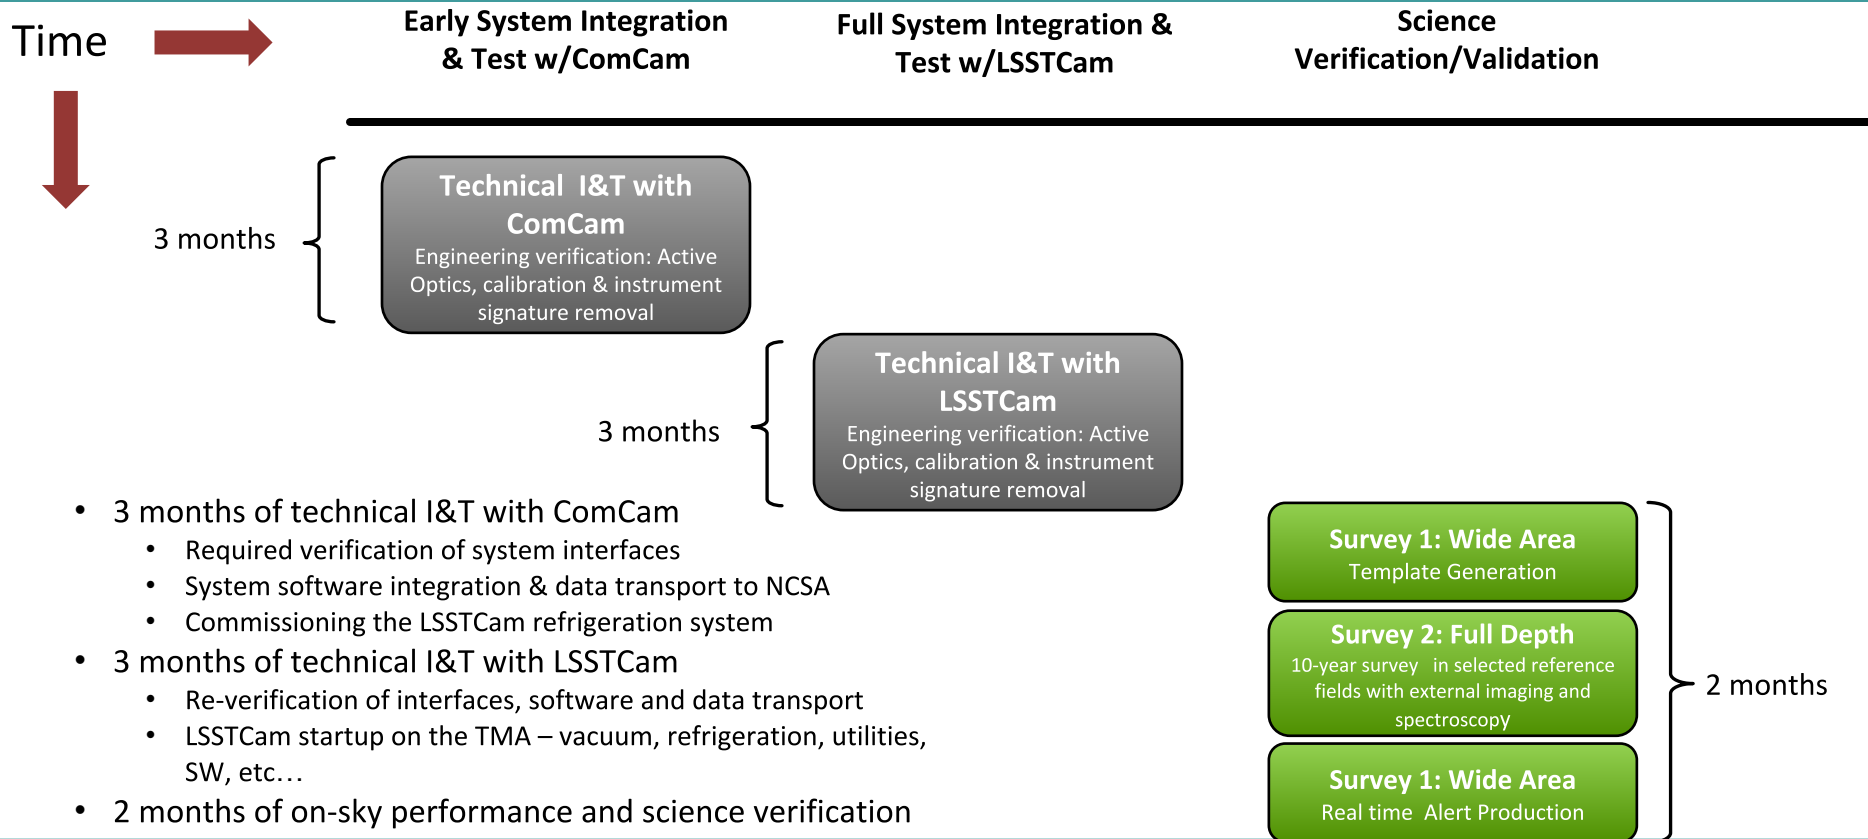 Time
Early System Integration
& Test w/ComCam
Full System Integration &
Test w/LSSTCam
Science
Verification/Validation
3 months
Technical I&T with
ComCam
Engineering verification: Active
Optics, calibration & instrument
signature removal
3 months
Technical I&T with
LSSTCam
Engineering verification: Active
Optics, calibration & instrument
signature removal
• 3 months of technical I&T with ComCam
• Required verification of system interfaces
• System software integration & data transport to NCSA
• Commissioning the LSSTCam refrigeration system
• 3 months of technical I&T with LSSTCam
• Re-verification of interfaces, software and data transport
• LSSTCam startup on the TMA – vacuum, refrigeration, utilities,
SW, etc…
• 2 months of on-sky performance and science verification
Survey 1: Wide Area
Template Generation
Survey 2: Full Depth
10-year survey in selected reference
fields with external imaging and
spectroscopy
Survey 1: Wide Area
Real time Alert Production
2 months